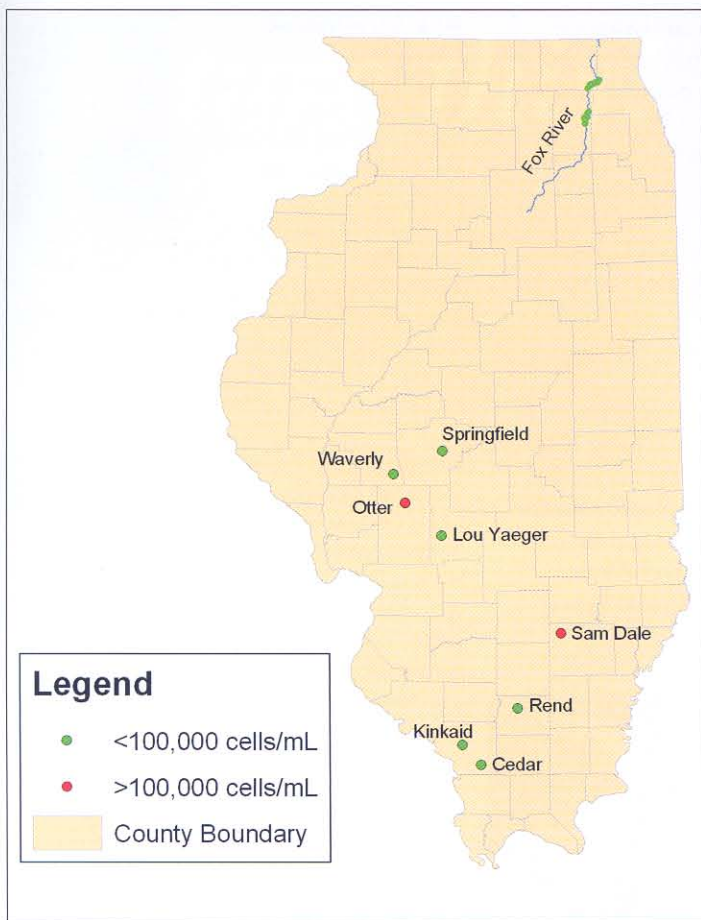 Fox River
Springfield
Waverly
Otter
Lou Yaeger
Sam Dale
Rend
Kinkaid
Cedar
Legend
<100,000 cells/mL
>100,000 cells/mL
County Boundary